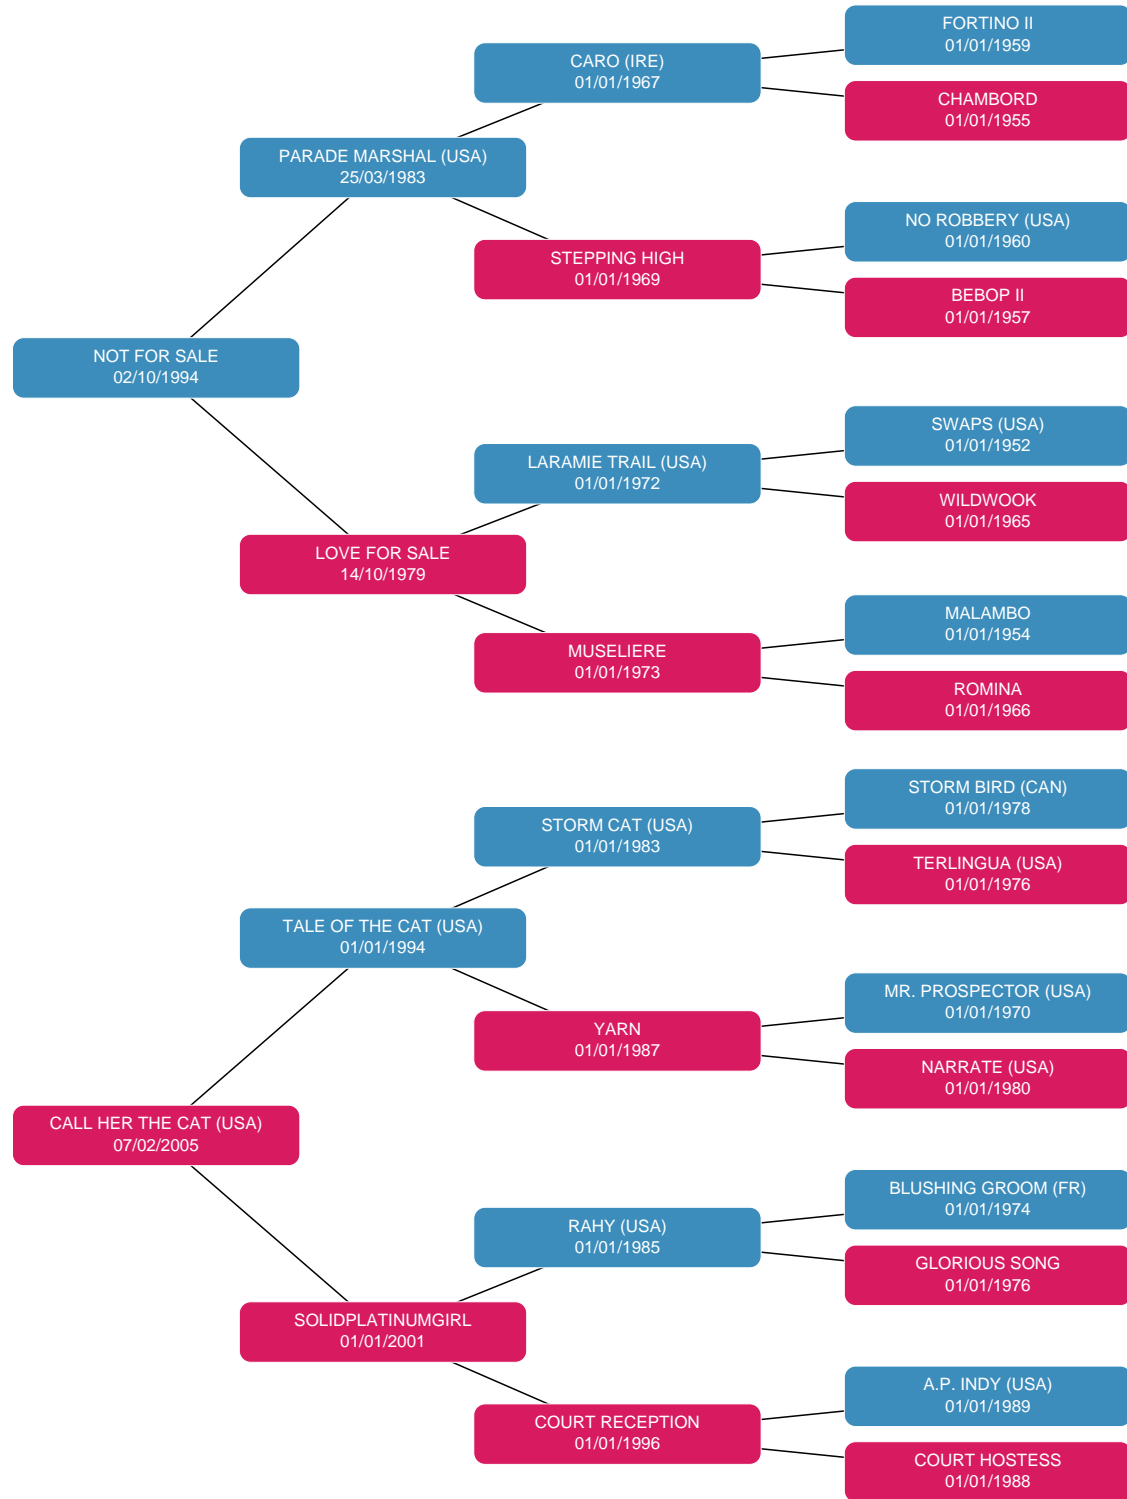 FORTINO II
01/01/1959
CARO (IRE)
01/01/1967
CHAMBORD
01/01/1955
PARADE MARSHAL (USA)
25/03/1983
NO ROBBERY (USA)
01/01/1960
STEPPING HIGH
01/01/1969
BEBOP II
01/01/1957
NOT FOR SALE
02/10/1994
SWAPS (USA)
01/01/1952
LARAMIE TRAIL (USA)
01/01/1972
WILDWOOK
01/01/1965
LOVE FOR SALE
14/10/1979
MALAMBO
01/01/1954
MUSELIERE
01/01/1973
ROMINA
01/01/1966
STORM BIRD (CAN)
01/01/1978
STORM CAT (USA)
01/01/1983
TERLINGUA (USA)
01/01/1976
TALE OF THE CAT (USA)
01/01/1994
MR. PROSPECTOR (USA)
01/01/1970
YARN
01/01/1987
NARRATE (USA)
01/01/1980
CALL HER THE CAT (USA)
07/02/2005
BLUSHING GROOM (FR)
01/01/1974
RAHY (USA)
01/01/1985
GLORIOUS SONG
01/01/1976
SOLIDPLATINUMGIRL
01/01/2001
A.P. INDY (USA)
01/01/1989
COURT RECEPTION
01/01/1996
COURT HOSTESS
01/01/1988